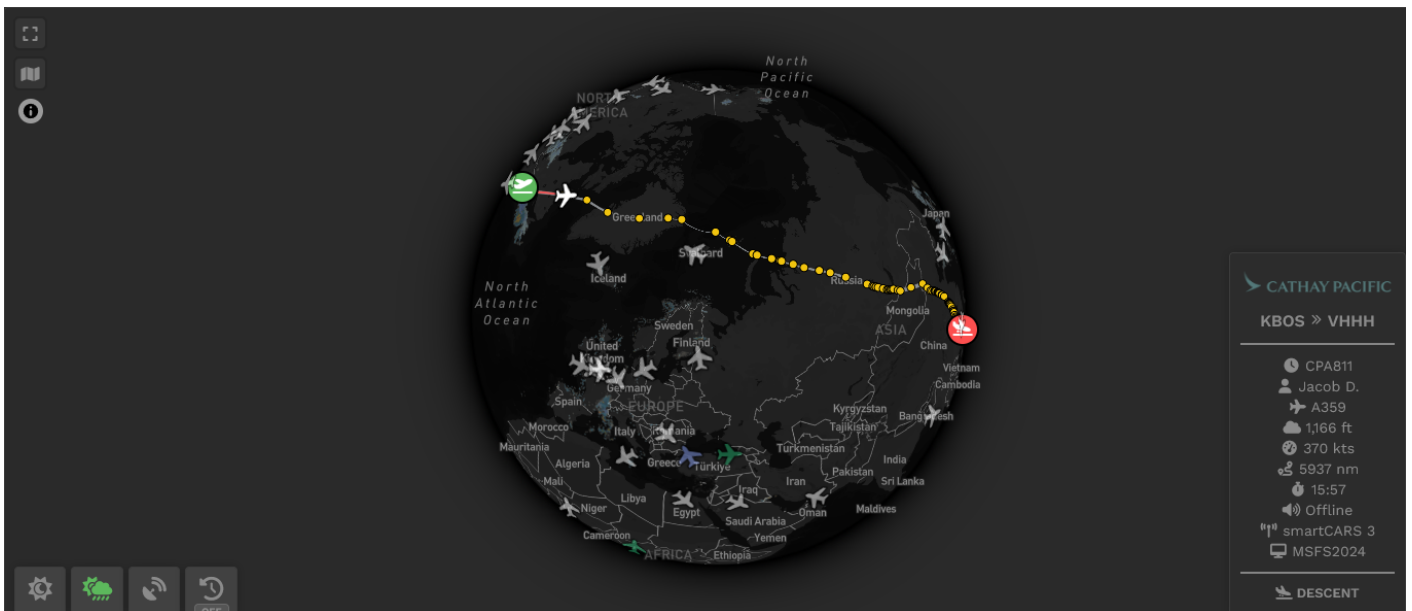 North
Pacific
Ocean
NORTH
AMERICA
Greenland
Japan
Svalbard
Iceland
North
Atlantic
Ocean
Russia
Mongolia
ASIA
China
Sweden
Finland
United
Kingdom
Germany
Vietnam
Cambodia
Spain
EUROPE
Kyrgyzstan
Tajikistan
Bangladesh
Morocco
Italy
Romania
Mauritania
Algeria
Greece
Türkiye
Turkmenistan
India
Mali
Libya
Iraq
Iran
Pakistan
Sri Lanka
Niger
Egypt
Saudi Arabia
Oman
Maldives
Cameroon
AFRICA
Ethiopia
Yemen
CATHAY PACIFIC
KBOS » VHHH
CPA811
Jacob D.
A359
1,166 ft
370 kts
5937 nm
15:57
Offline
smartCARS 3
MSFS2024
DESCENT
OFF